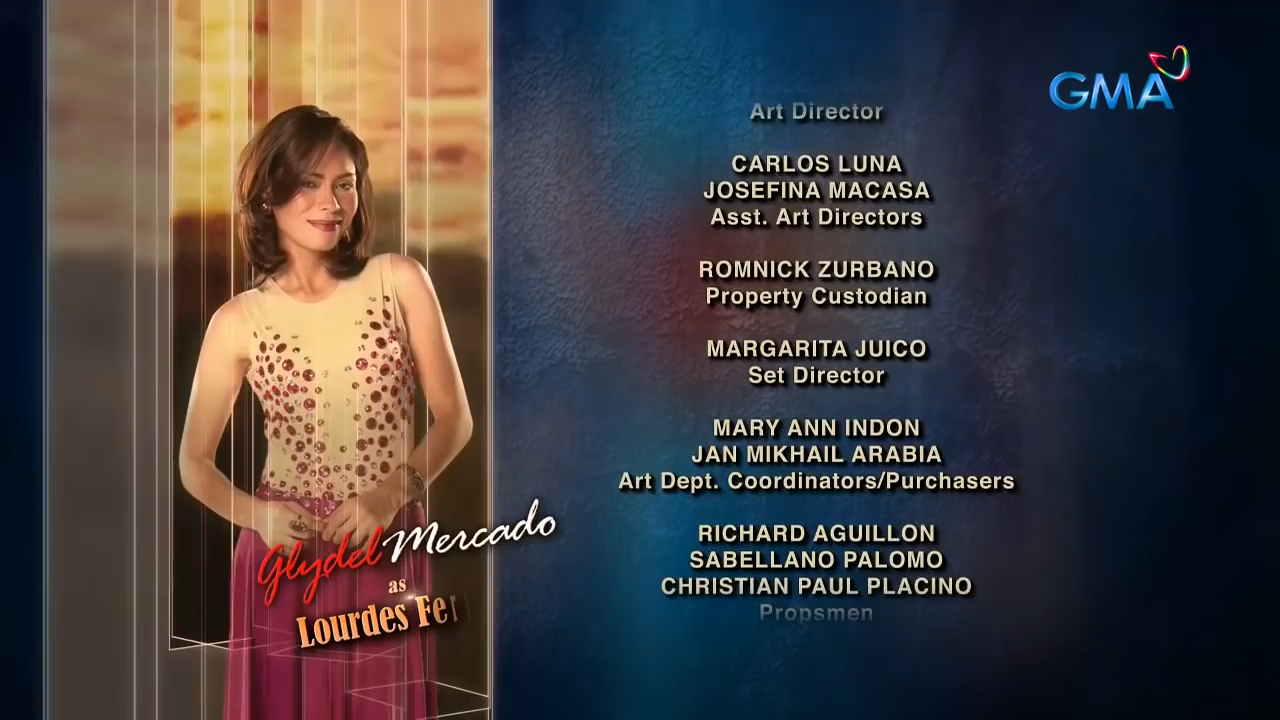 GMA
Art Director
CARLOS LUNA
JOSEFINA MACASA
Asst. Art Directors
ROMNICK ZURBANO
Property Custodian
MARGARITA JUICO
Set Director
MARY ANN INDON
JAN MIKHAIL ARABIA
Art Dept. Coordinators/Purchasers
RICHARD AGUILLON
SABELLANO PALOMO
CHRISTIAN PAUL PLACINO
Propsmen
Glydel Mercado
as
Lourdes Fer